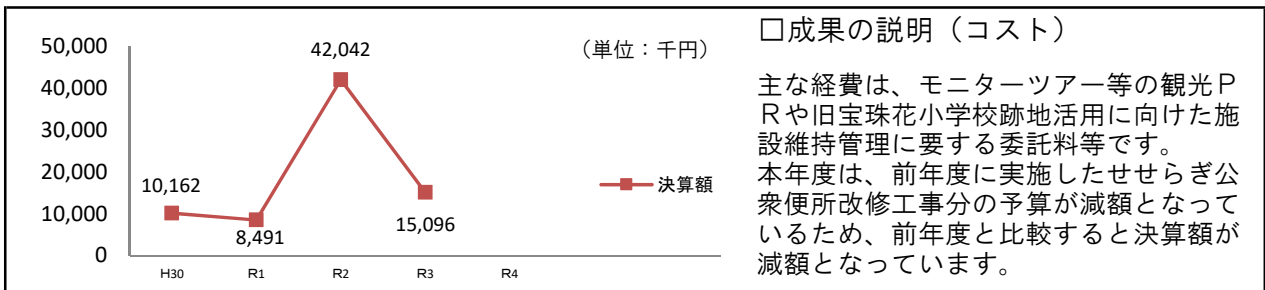 50,000
40,000
30,000
20,000
10,000
0
(単位：千円)
10,162
8,491
42,042
15,096
決算額
H30
R1
R2
R3
R4
□成果の説明（コスト）
主な経費は、モニターツアー等の観光Ｐ
Ｒや旧宝珠花小学校跡地活用に向けた施
設維持管理に要する委託料等です。
本年度は、前年度に実施したせせらぎ公
衆便所改修工事分の予算が減額となって
いるため、前年度と比較すると決算額が
減額となっています。